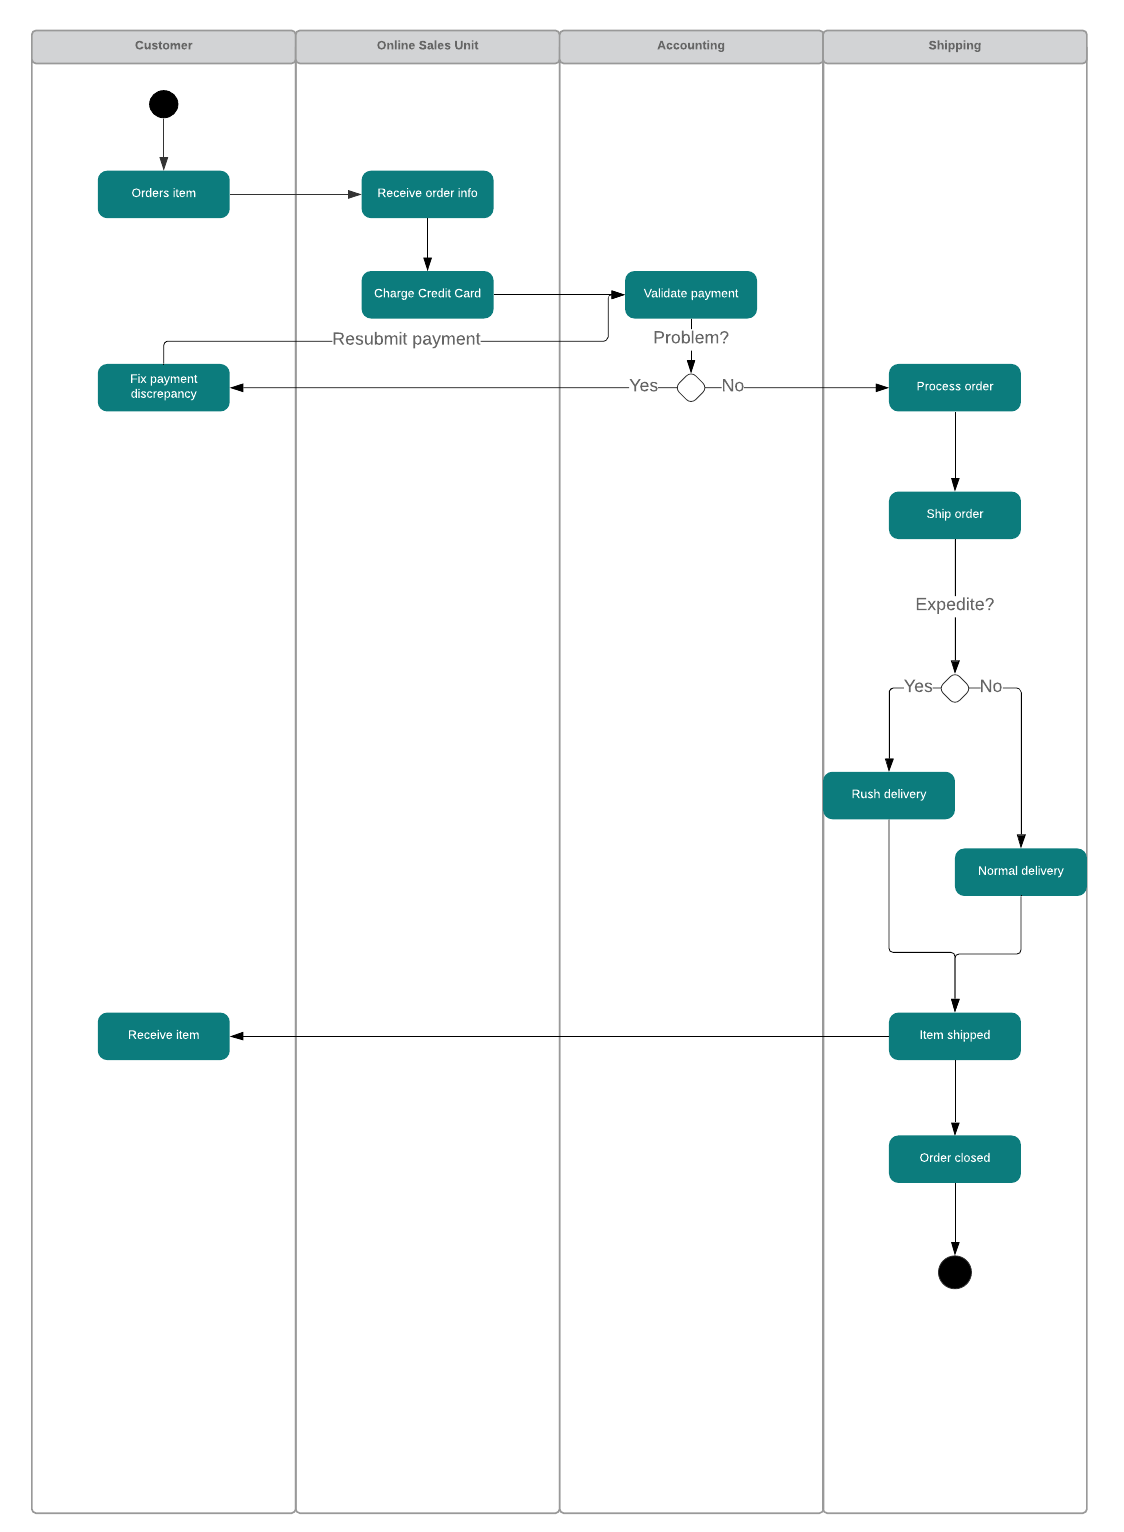 Customer
Online Sales Unit
Accounting
Shipping
Orders item
Receive order info
Charge Credit Card
Validate payment
Resubmit payment
Problem?
Fix payment
discrepancy
Yes
No
Process order
Ship order
Expedite?
Yes
No
Rush delivery
Normal delivery
Receive item
Item shipped
Order closed